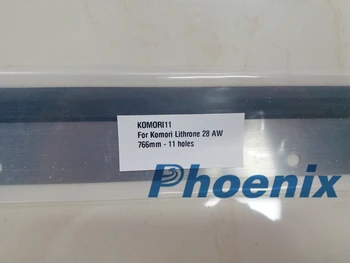 KOMORI11
For Komori Lithrone 28 AW
766mm - 11 holes
Phoenix